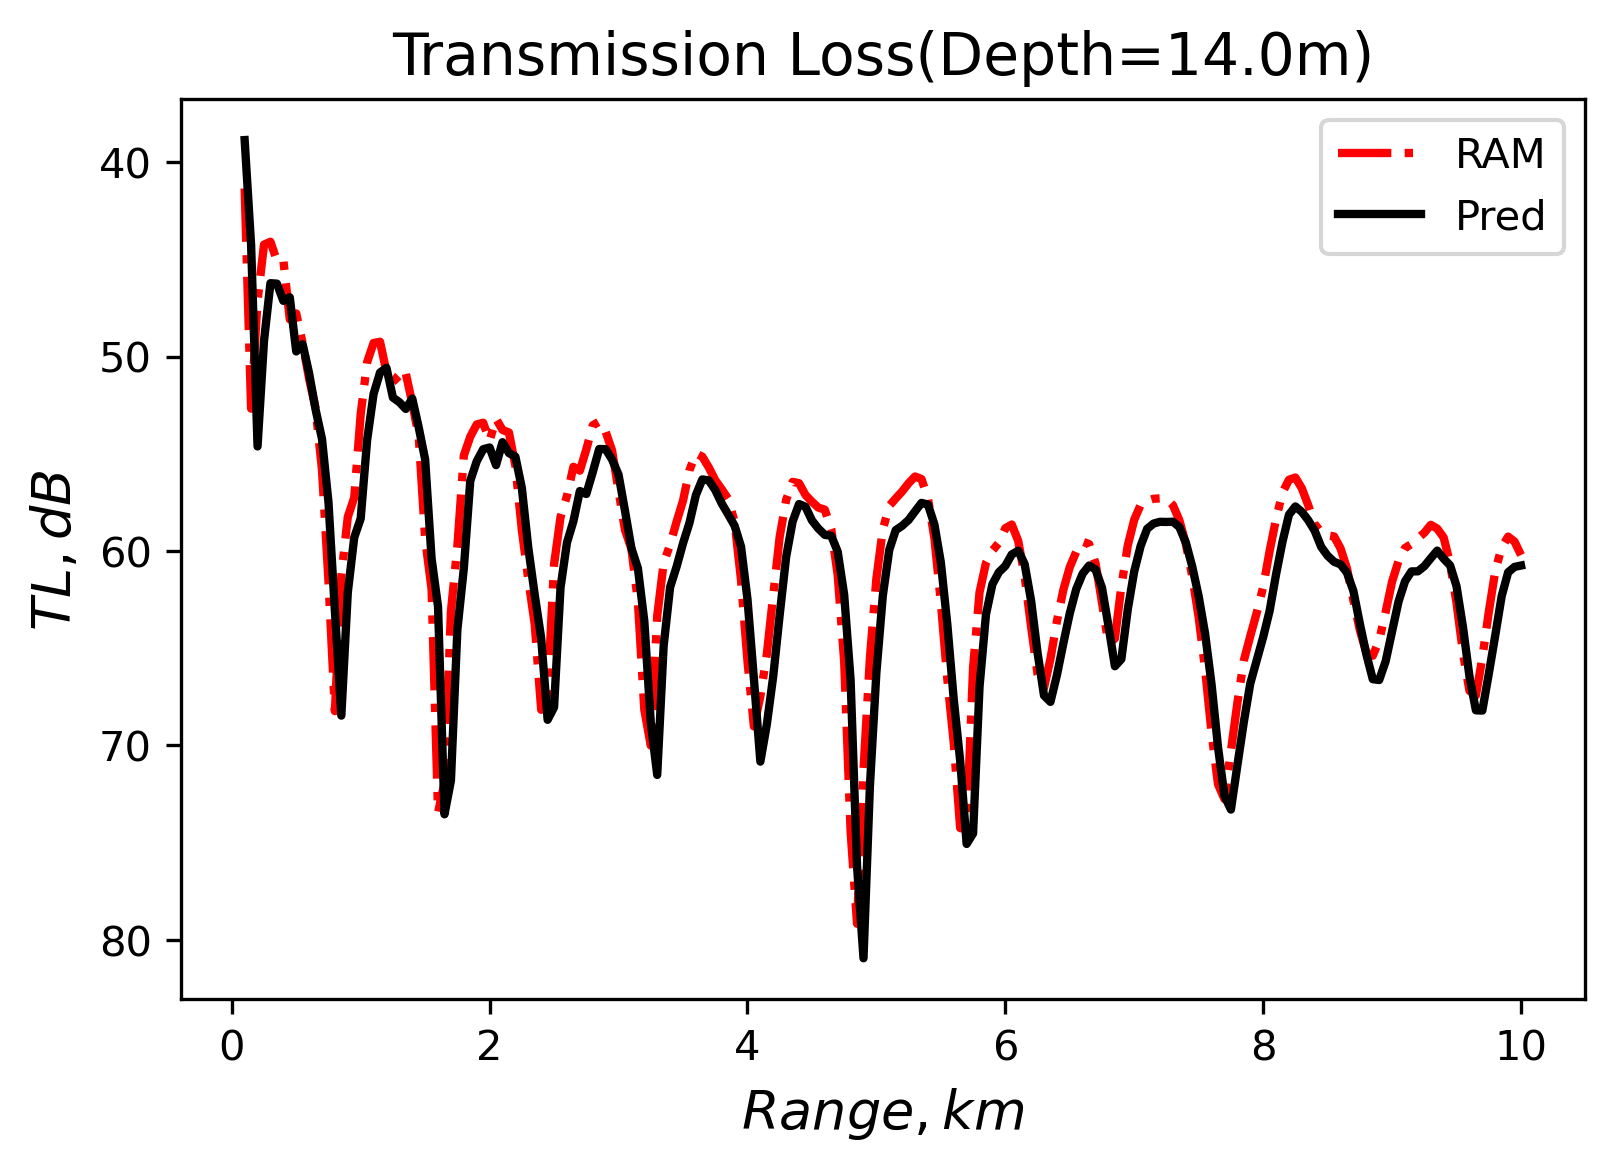 Transmission Loss(Depth=14.0m)
RAM
Pred
40
50
60
70
80
TL, dB
0 2 4 6 8 10
Range, km